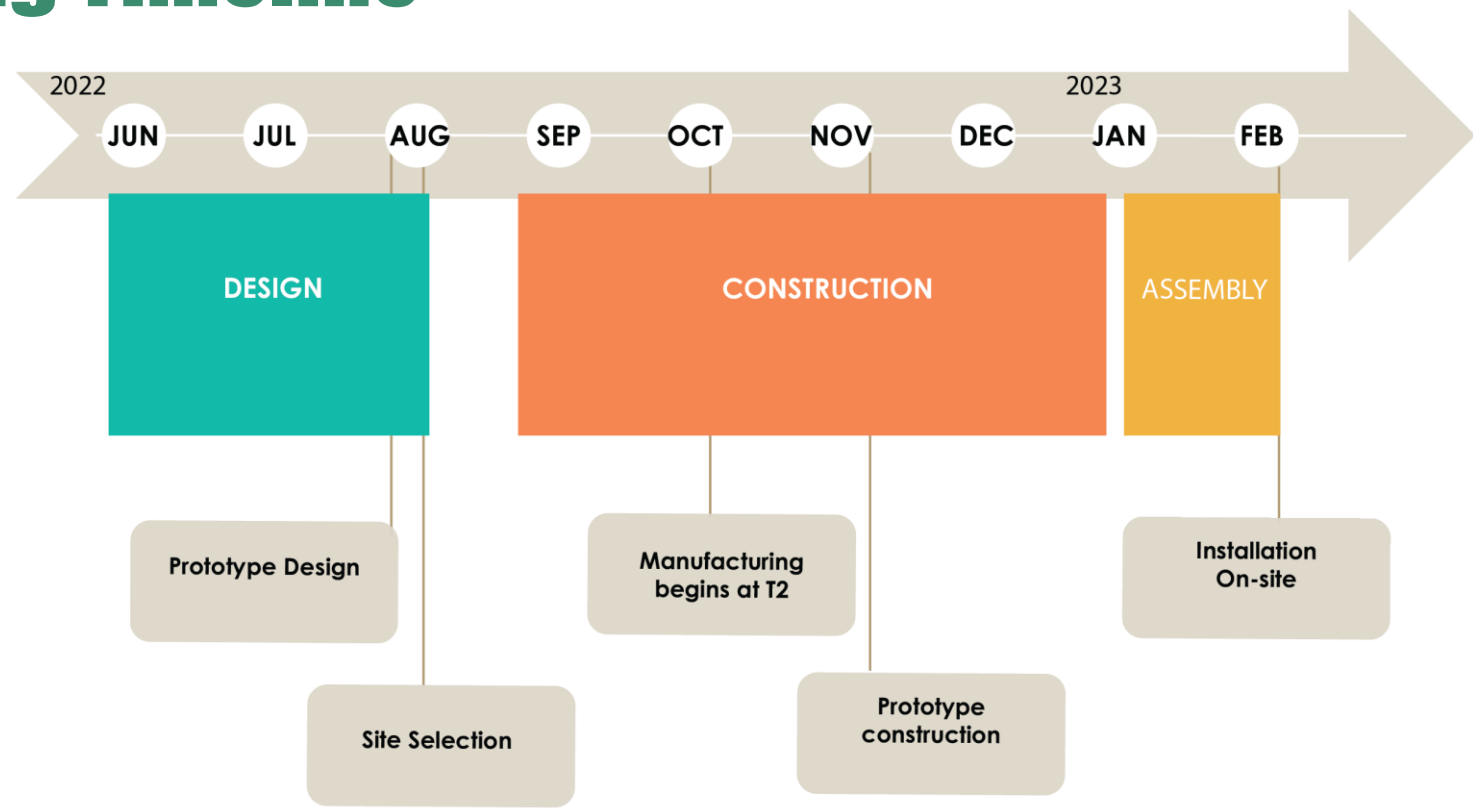 Timeline
2022
2023
JUN JUL AUG SEP OCT NOV DEC JAN FEB
DESIGN
CONSTRUCTION
ASSEMBLY
Prototype Design
Manufacturing
begins at T2
Installation
On-site
Site Selection
Prototype
construction